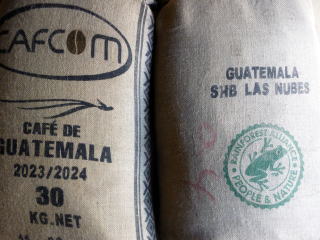 CAFCOM
CAFÉ DE
GUATEMALA
2023/2024
30
KG.NET
GUATEMALA
SHB LAS NUBES
RAINFOREST ALLIANCE
PEOPLE & NATURE